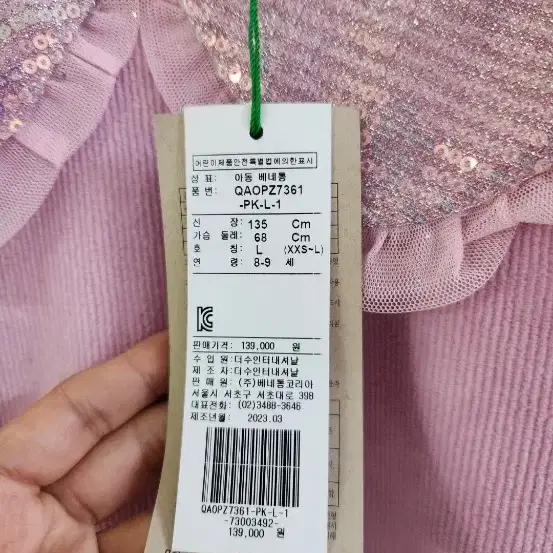 어린이제품안전특별법에의한표시
성 표: 아동 베네통
품 번: QAOPZ7361
-PK-L-1
신 장: 135 Cm
가슴 둘레: 68 Cm
호 칭: L (XXS~L)
연 령: 8-9 세
판매가격: 139,000 원
수 입 원:더수인터내셔날
제 조 자:더수인터내셔날
판 매 원:(주)베네통코리아
서울시 서초구 서초대로 398
대표전화: (02)3488-3646
제조년월: 2023.03
QAOPZ7361-PK-L-1
-73003492-
139,000 원